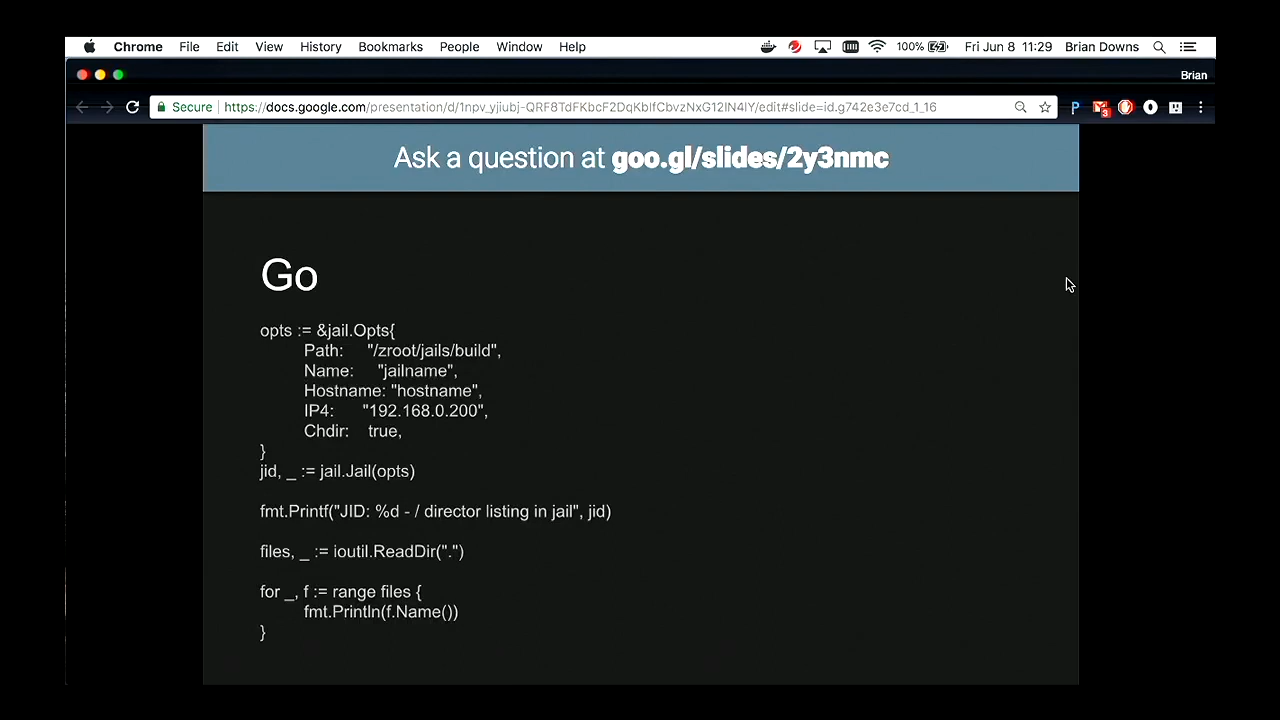 Chrome File Edit View History Bookmarks People Window Help 100% Fri Jun 8 11:29 Brian Downs
Brian
Secure https://docs.google.com/presentation/d/1npv_yjiubj-QRF8TdFKbcF2DqKbIfCbvzNxG12IN4IY/edit#slide=id.g742e3e7cd_1_16
P 3
Ask a question at goo.gl/slides/2y3nmc
Go
opts := &jail.Opts{
Path: "/zroot/jails/build",
Name: "jailname",
Hostname: "hostname",
IP4: "192.168.0.200",
Chdir: true,
}
jid, _ := jail.Jail(opts)
fmt.Printf("JID: %d - / director listing in jail", jid)
files, _ := ioutil.ReadDir(".")
for _, f := range files {
fmt.Println(f.Name())
}